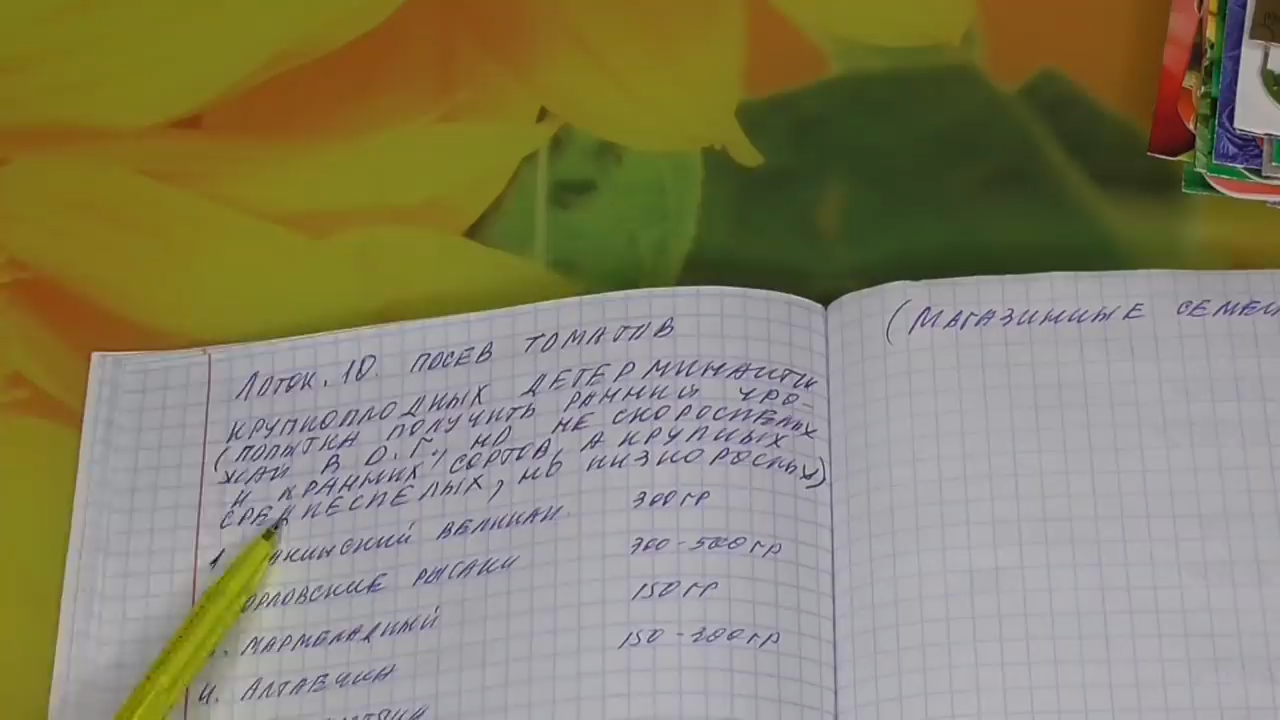 ЛОТОК. 10. ПОСЕВ ТОМАТОВ
КРУПНОПЛОДНЫХ ДЕТЕРМИНАНТН
(ПОПЫТКА ПОЛУЧИТЬ РАННИЙ УРО-
ЖАЙ В О.Г. НО НЕ СКОРОСПЕЛЫХ
И РАННИХ СОРТОВ, А КРУПНЫХ
СРЕДНЕСПЕЛЫХ, НО НИЗКОРОСЛЫХ)
1. ВЕЛИКАН 300 ГР
ОРЛОВСКИЕ РЫСАКИ 300-500 ГР
3. МАРМЕЛАДНЫЙ 150 ГР
4. АЛТАЕЧКА 150-200 ГР
(МАГАЗИННЫЕ СЕМЕН